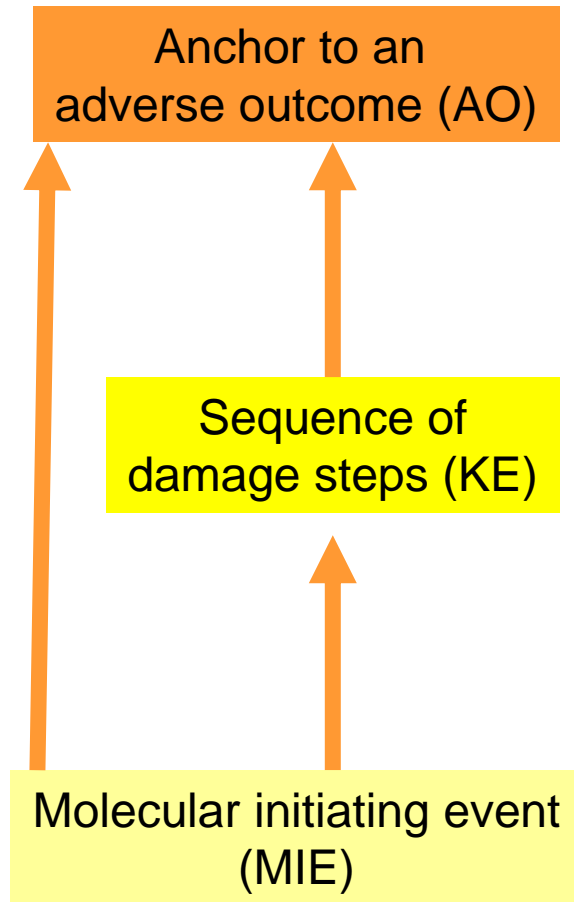 Anchor to an
adverse outcome (AO)
Sequence of
damage steps (KE)
Molecular initiating event
(MIE)